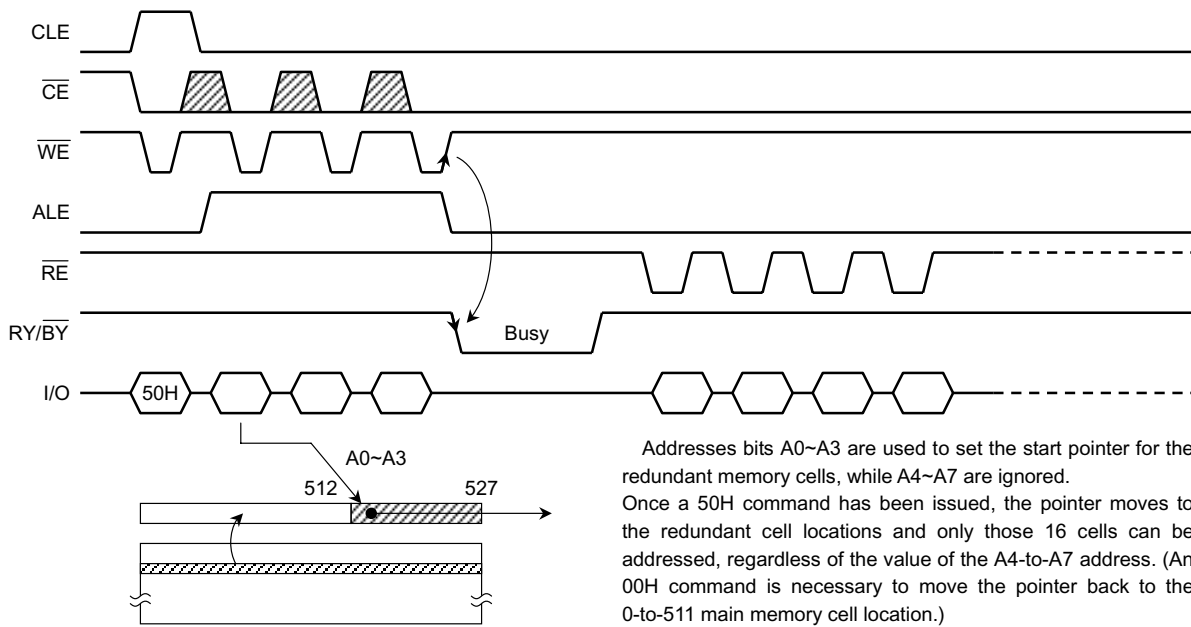 CLE
CE
WE
ALE
RE
RY/BY
Busy
I/O
50H
A0~A3
512
527
Addresses bits A0~A3 are used to set the start pointer for the
redundant memory cells, while A4~A7 are ignored.
Once a 50H command has been issued, the pointer moves to
the redundant cell locations and only those 16 cells can be
addressed, regardless of the value of the A4-to-A7 address. (An
00H command is necessary to move the pointer back to the
0-to-511 main memory cell location.)